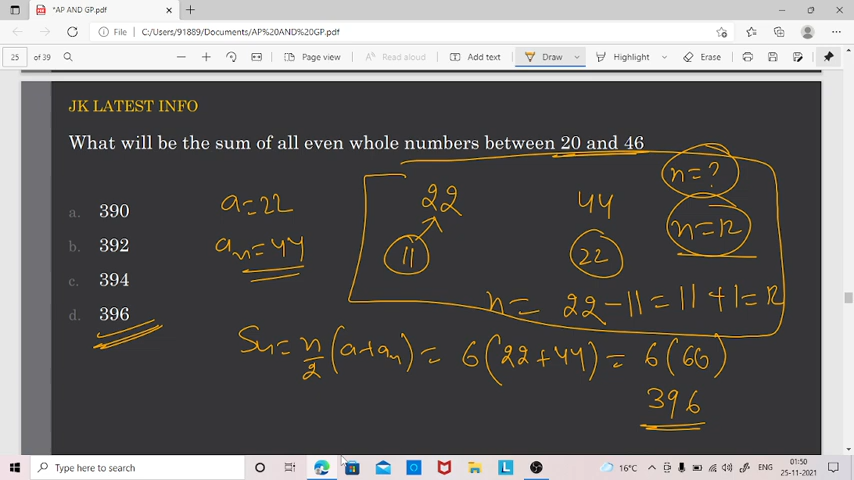 *AP AND GP.pdf
File C:/Users/91889/Documents/AP%20AND%20GP.pdf
25 of 39 Page view Read aloud Add text Draw Highlight Erase
JK LATEST INFO
What will be the sum of all even whole numbers between 20 and 46
n=?
a. 390 a=22 22 44
n=12
b. 392 an=44 11 22
c. 394
n= 22-11=11+1=12
d. 396
Sn=n/2(a+an)= 6(22+44)= 6(66)
396
Type here to search 16°C ENG 01:50
25-11-2021